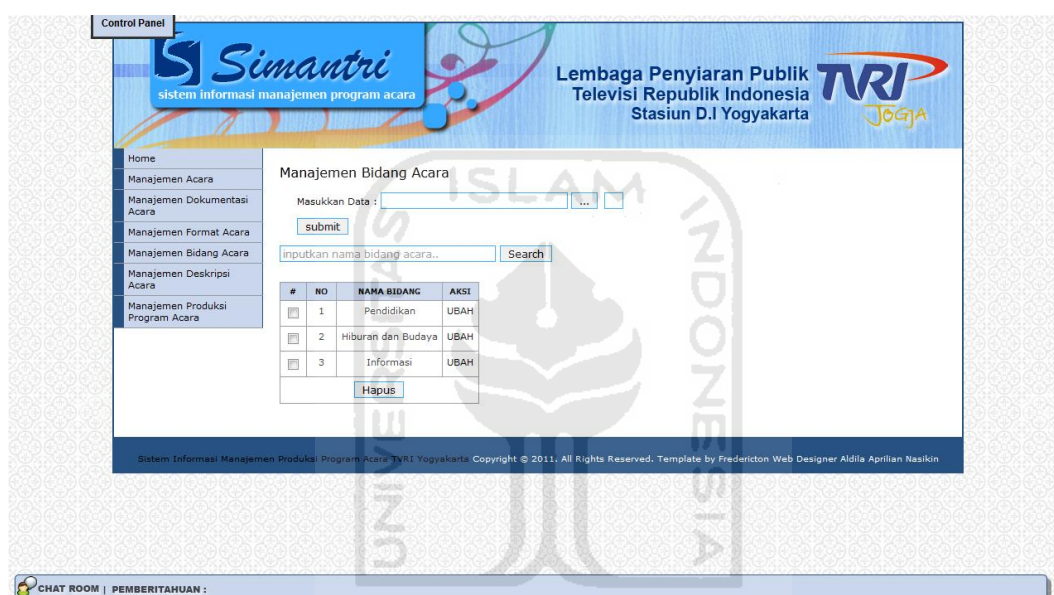 Control Panel
Simantri
sistem informasi manajemen program acara
Lembaga Penyiaran Publik
Televisi Republik Indonesia
Stasiun D.I Yogyakarta
TVRI
JOGJA
Home
Manajemen Acara
Manajemen Dokumentasi
Acara
Manajemen Format Acara
Manajemen Bidang Acara
Manajemen Deskripsi
Acara
Manajemen Produksi
Program Acara
Manajemen Bidang Acara
Masukkan Data :
...
submit
inputkan nama bidang acara..
Search
# NO NAMA BIDANG AKSI
1 Pendidikan UBAH
2 Hiburan dan Budaya UBAH
3 Informasi UBAH
Hapus
UNIVERSITAS ISLAM INDONESIA
Sistem Informasi Manajemen Produksi Program Acara TVRI Yogyakarta Copyright © 2011. All Rights Reserved. Template by Fredericton Web Designer Aldila Aprilian Nasikin
CHAT ROOM | PEMBERITAHUAN :